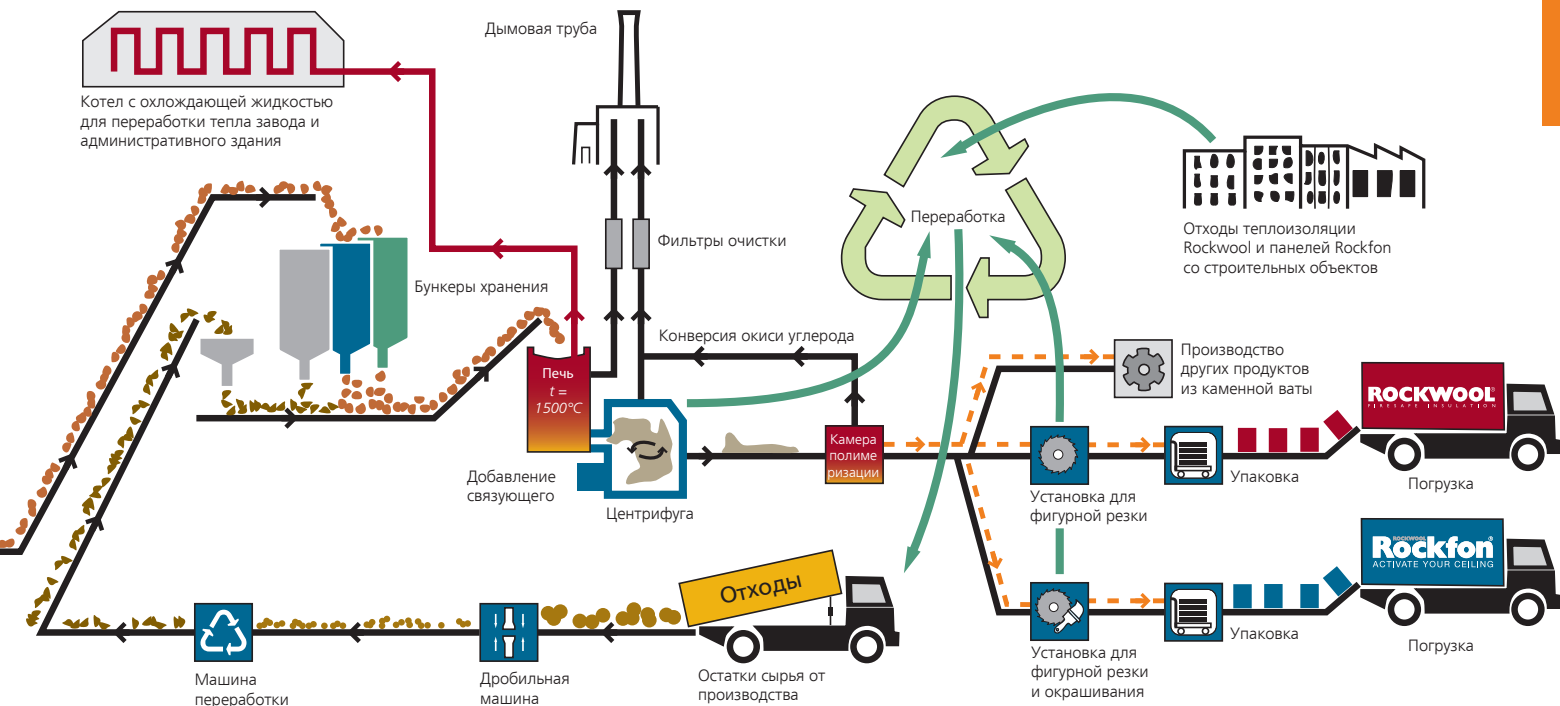 Дымовая труба
Котел с охлаждающей жидкостью
для переработки тепла завода и
административного здания
Фильтры очистки
Бункеры хранения
Переработка
Отходы теплоизоляции
Rockwool и панелей Rockfon
со строительных объектов
Конверсия окиси углерода
Печь
t =
1500°C
Производство
других продуктов
из каменной ваты
ROCKWOOL®
FIRESAFE INSULATION
Камера
полиме
ризации
Добавление
связующего
Центрифуга
Установка для
фигурной резки
Упаковка
Погрузка
Отходы
ROCKWOOL
Rockfon®
ACTIVATE YOUR CEILING
Машина
переработки
Дробильная
машина
Остатки сырья от
производства
Установка для
фигурной резки
и окрашивания
Упаковка
Погрузка